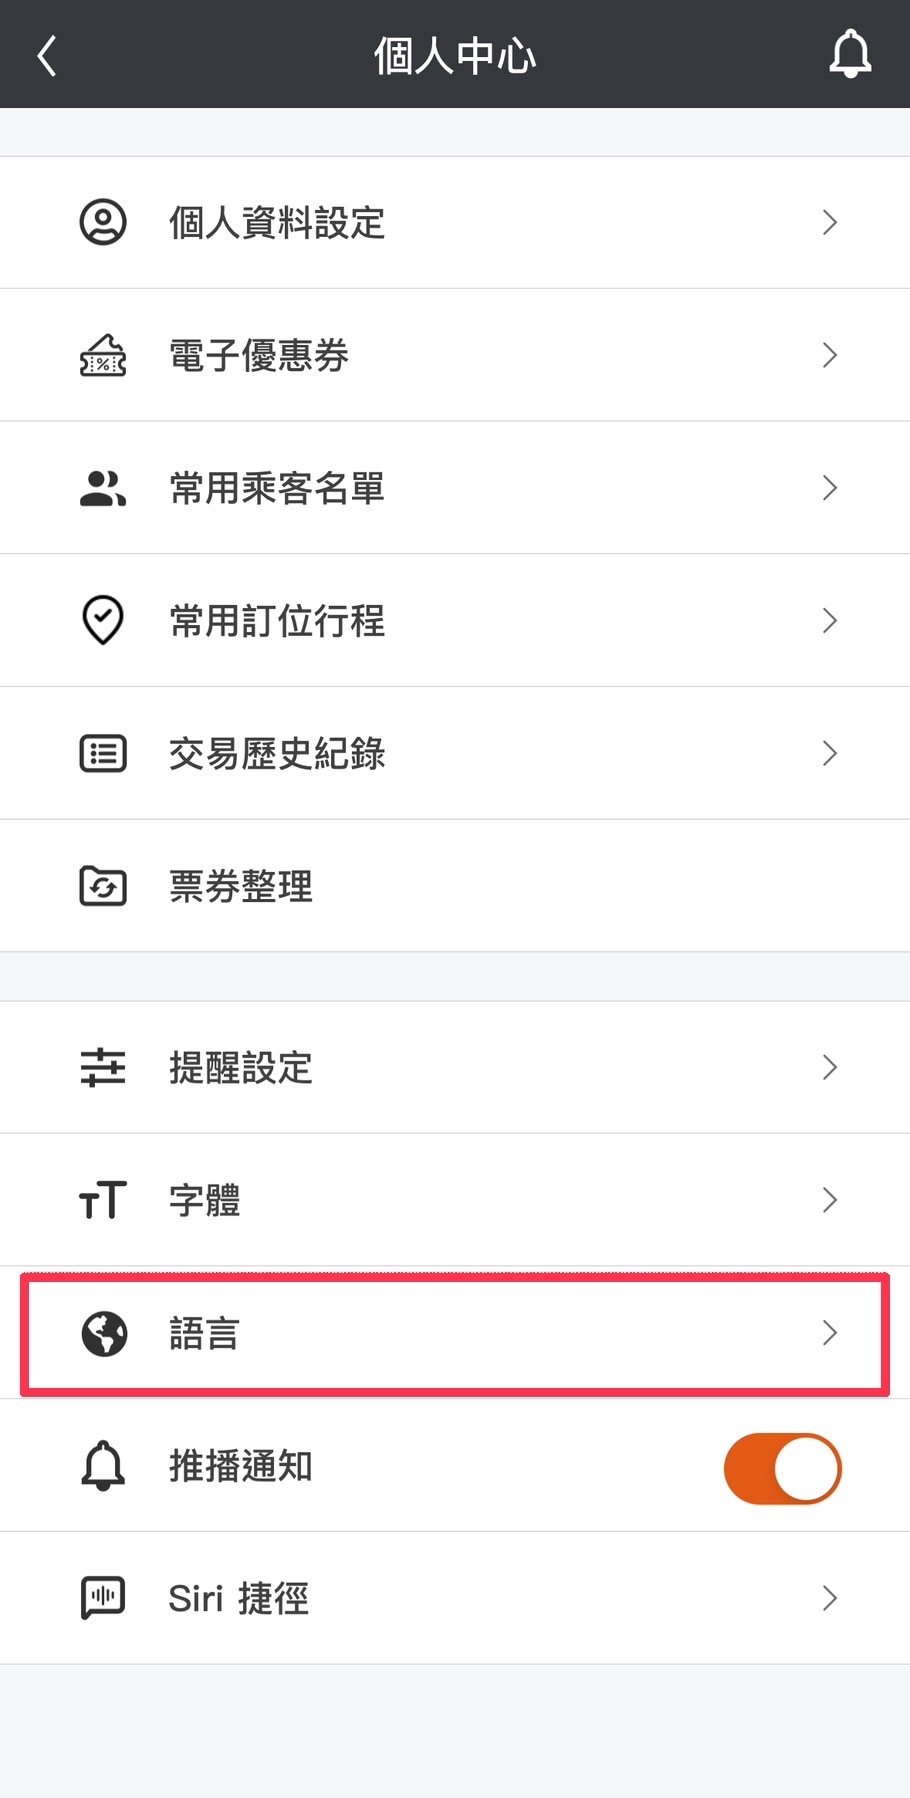 個人中心
個人資料設定
電子優惠券
常用乘客名單
常用訂位行程
交易歷史紀錄
票券整理
提醒設定
字體
語言
推播通知
Siri 捷徑